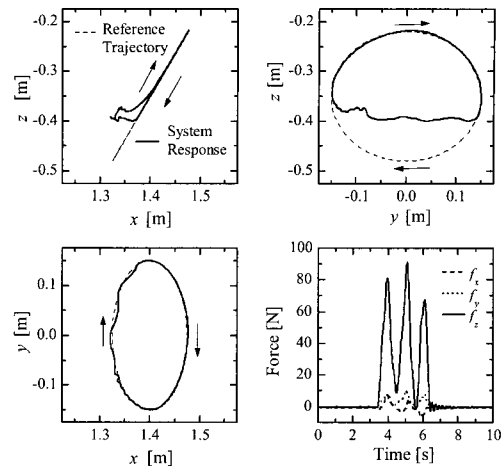 Reference
Trajectory
System
Response
z [m]
-0.2
-0.3
-0.4
-0.5
1.3 1.4 1.5
x [m]
z [m]
-0.2
-0.3
-0.4
-0.5
-0.1 0.0 0.1
y [m]
y [m]
0.1
0.0
-0.1
1.3 1.4 1.5
x [m]
Force [N]
100
80
60
40
20
0
fx
fy
fz
0 2 4 6 8 10
Time [s]